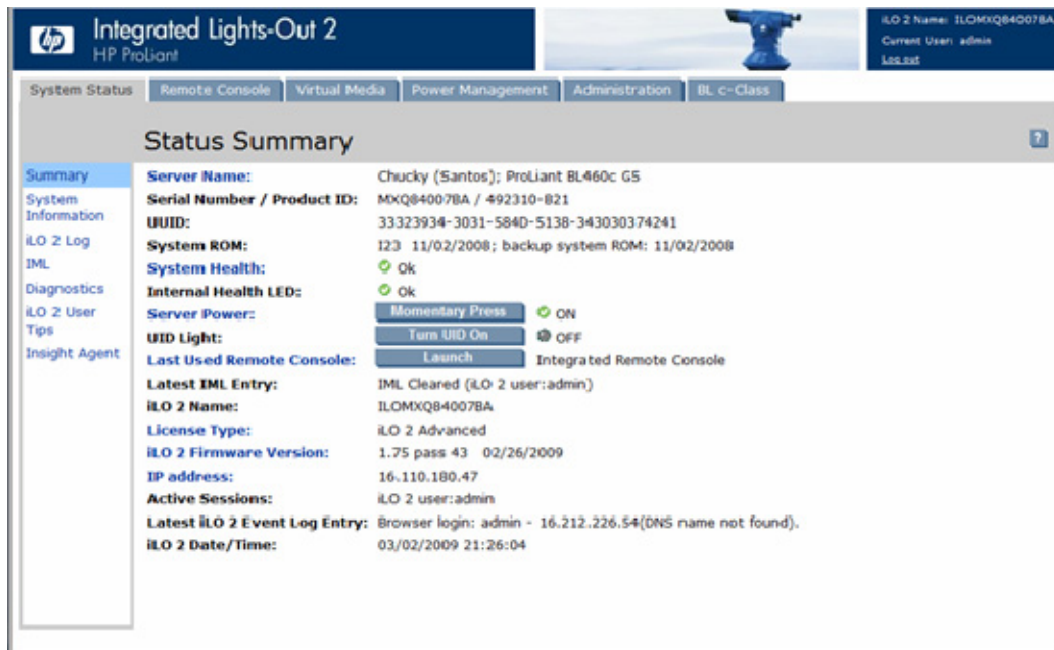 hp
Integrated Lights-Out 2
HP ProLiant
iLO 2 Name: ILOMXQ84007BA
Current User: admin
Log out
System Status
Remote Console
Virtual Media
Power Management
Administration
BL c-Class
Status Summary
?
Summary
System Information
iLO 2 Log
IML
Diagnostics
iLO 2 User Tips
Insight Agent
Server Name: Chucky (Santos); ProLiant BL460c G5
Serial Number / Product ID: MXQ84007BA / 492310-B21
UUID: 33323934-3031-584D-5138-343030374241
System ROM: I23 11/02/2008; backup system ROM: 11/02/2008
System Health: Ok
Internal Health LED: Ok
Server Power: Momentary Press ON
UID Light: Turn UID On OFF
Last Used Remote Console: Launch Integrated Remote Console
Latest IML Entry: IML Cleared (iLO 2 user:admin)
iLO 2 Name: ILOMXQ84007BA
License Type: iLO 2 Advanced
iLO 2 Firmware Version: 1.75 pass 43 02/26/2009
IP address: 16.110.180.47
Active Sessions: iLO 2 user:admin
Latest iLO 2 Event Log Entry: Browser login: admin - 16.212.226.54(DNS name not found).
iLO 2 Date/Time: 03/02/2009 21:26:04